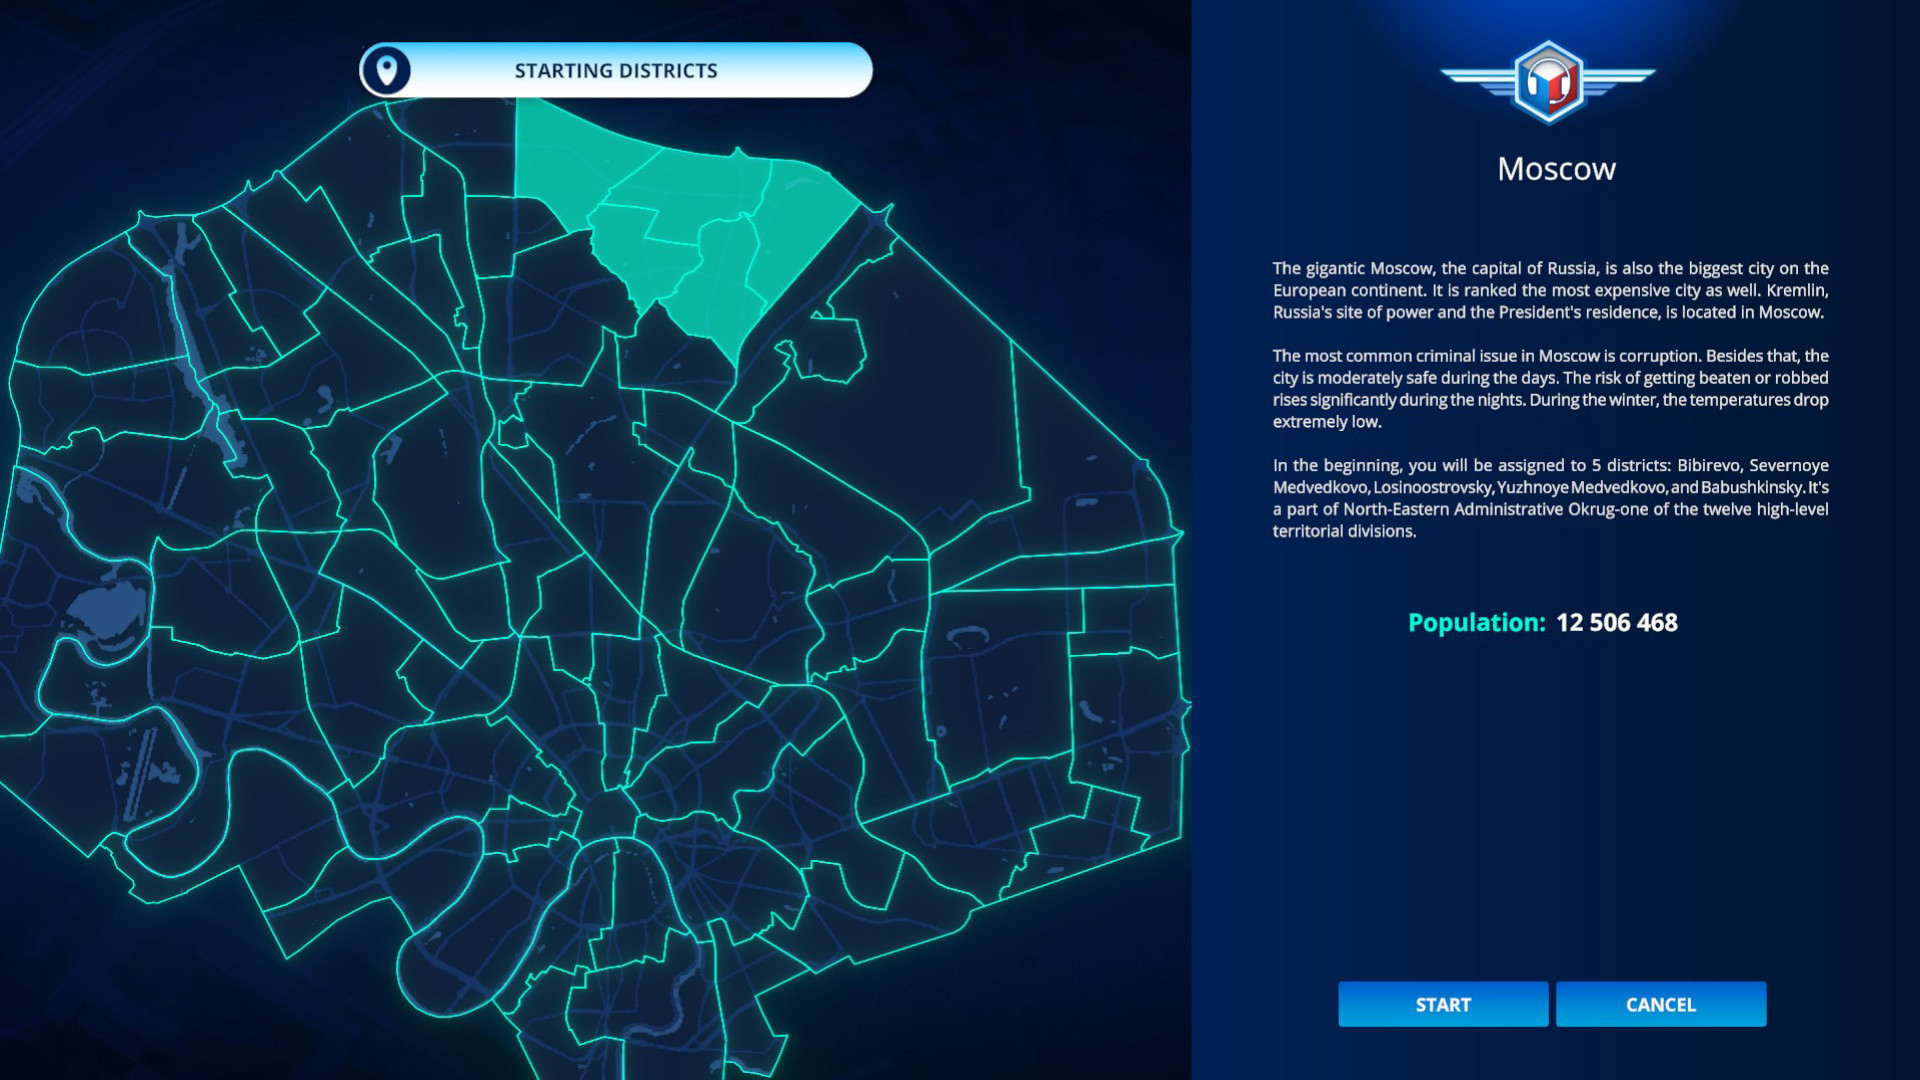 STARTING DISTRICTS
Moscow
The gigantic Moscow, the capital of Russia, is also the biggest city on the
European continent. It is ranked the most expensive city as well. Kremlin,
Russia's site of power and the President's residence, is located in Moscow.
The most common criminal issue in Moscow is corruption. Besides that, the
city is moderately safe during the days. The risk of getting beaten or robbed
rises significantly during the nights. During the winter, the temperatures drop
extremely low.
In the beginning, you will be assigned to 5 districts: Bibirevo, Severnoye
Medvedkovo, Losinoostrovsky, Yuzhnoye Medvedkovo, and Babushkinsky. It's
a part of North-Eastern Administrative Okrug-one of the twelve high-level
territorial divisions.
Population: 12 506 468
START
CANCEL